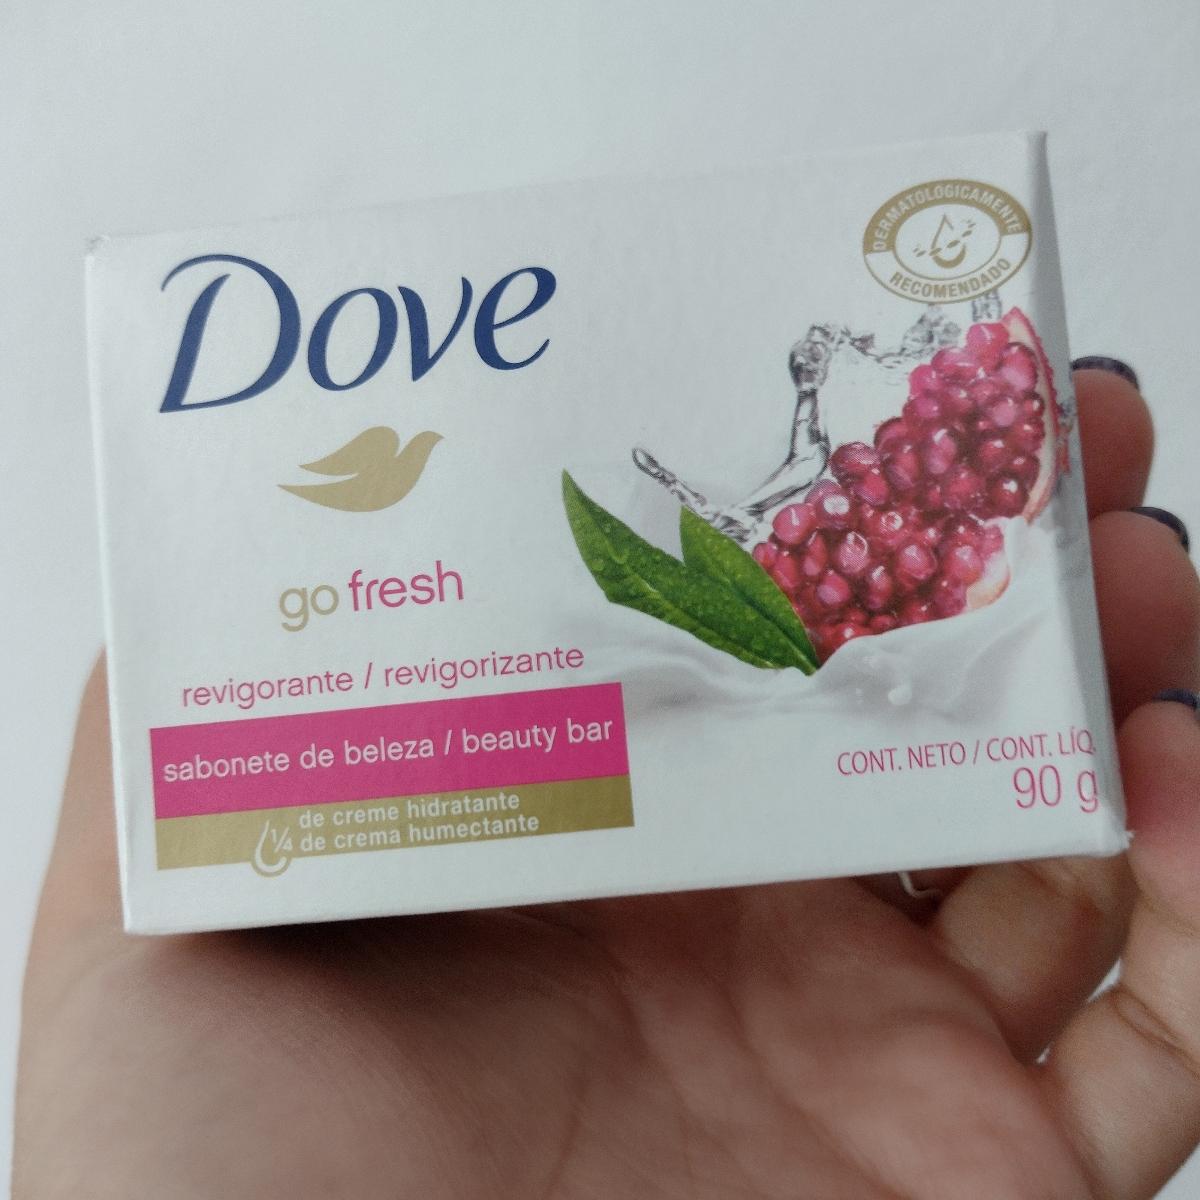 Dove
DERMATOLOGICAMENTE
RECOMENDADO
go fresh
revigorante / revigorizante
sabonete de beleza / beauty bar
1/4
de creme hidratante
de crema humectante
CONT. NETO / CONT. LÍQ.
90 g